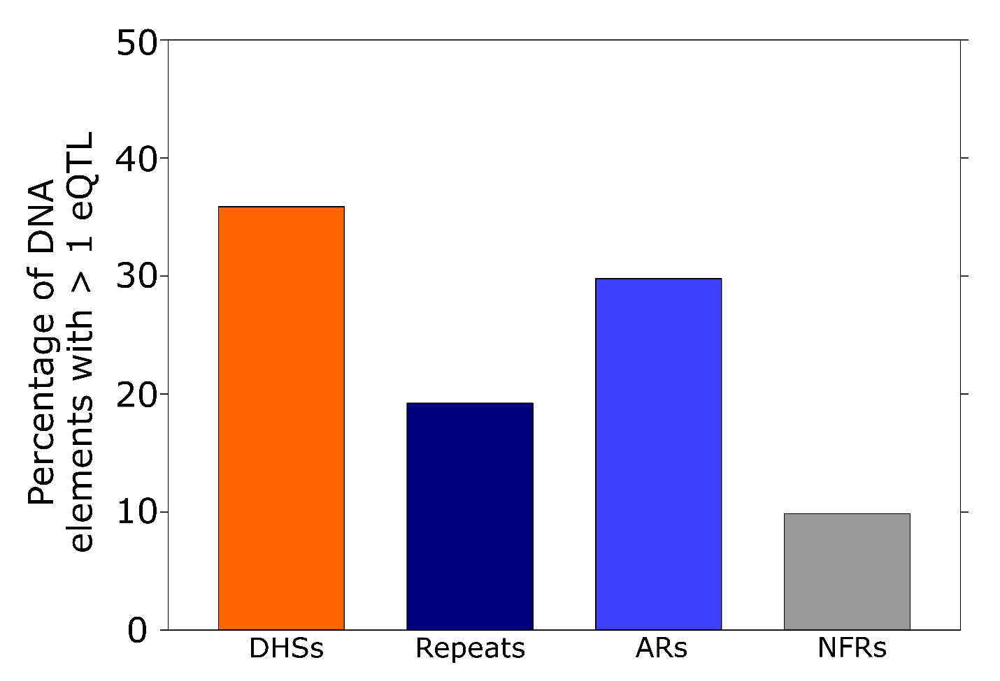 Percentage of DNA
elements with > 1 eQTL
50
40
30
20
10
0
DHSs
Repeats
ARs
NFRs